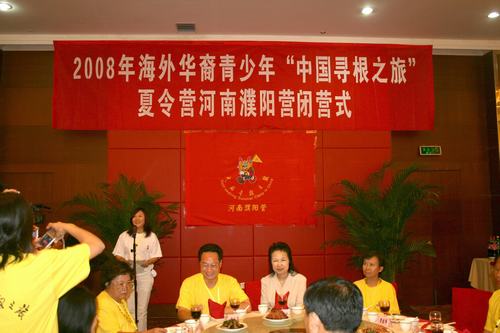 2008年海外华裔青少年“中国寻根之旅”
夏令营河南濮阳营闭营式
河南濮阳营